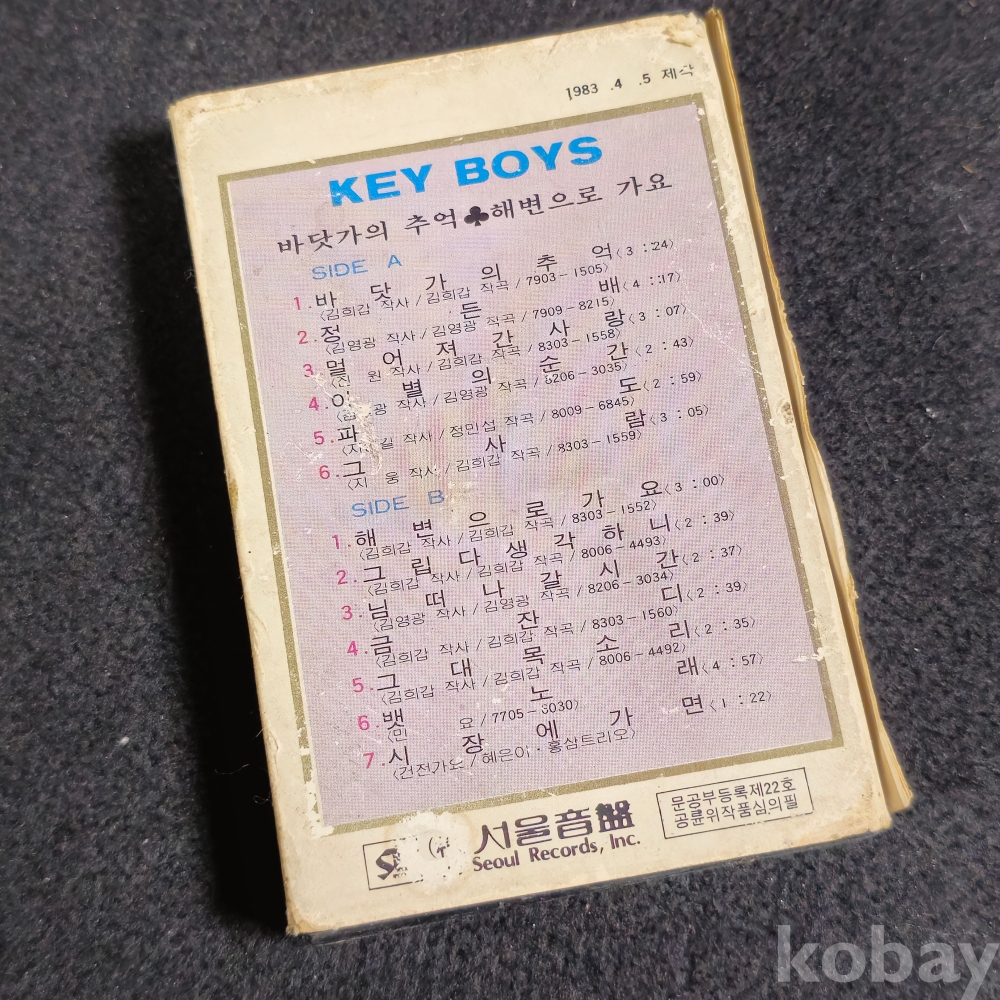 1983 .4 .5 제작
KEY BOYS
바닷가의 추억♣해변으로 가요
SIDE A
1. 바닷가의추억〈3:24〉
〈김희갑 작사/김희갑 작곡/7903-1505〉
2. 정든배〈4:17〉
〈김영광 작사/김영광 작곡/7909-8215〉
3. 멀어져간사랑〈3:07〉
〈신 원 작사/김희갑 작곡/8303-1558〉
4. 이별의순간〈2:43〉
〈김영광 작사/김영광 작곡/8206-3035〉
5. 파도〈2:59〉
작사/정민섭 작곡/8009-6845〉
6. 그사람〈3:05〉
〈지 웅 작사/김희갑 작곡/8303-1559〉
SIDE B
1. 해변으로가요〈3:00〉
〈김희갑 작사/김희갑 작곡/8303-1552〉
2. 그립다생각하니〈2:39〉
〈김희갑 작사/김희갑 작곡/8006-4493〉
3. 님떠나갈시간〈2:37〉
〈김영광 작사/김영광 작곡/8206-3034〉
4. 금잔디〈2:39〉
〈김희갑 작사/김희갑 작곡/8303-1560〉
5. 그대목소리〈2:35〉
〈김희갑 작사/김희갑 작곡/8006-4492〉
6. 뱃노래〈4:57〉
〈민 요/7705-3030〉
7. 시장에가면〈1:22〉
〈건전가요/혜은이·홍삼트리오〉
서울音盤
Seoul Records, Inc.
문공부등록제22호
공륜위작품심의필
kobay